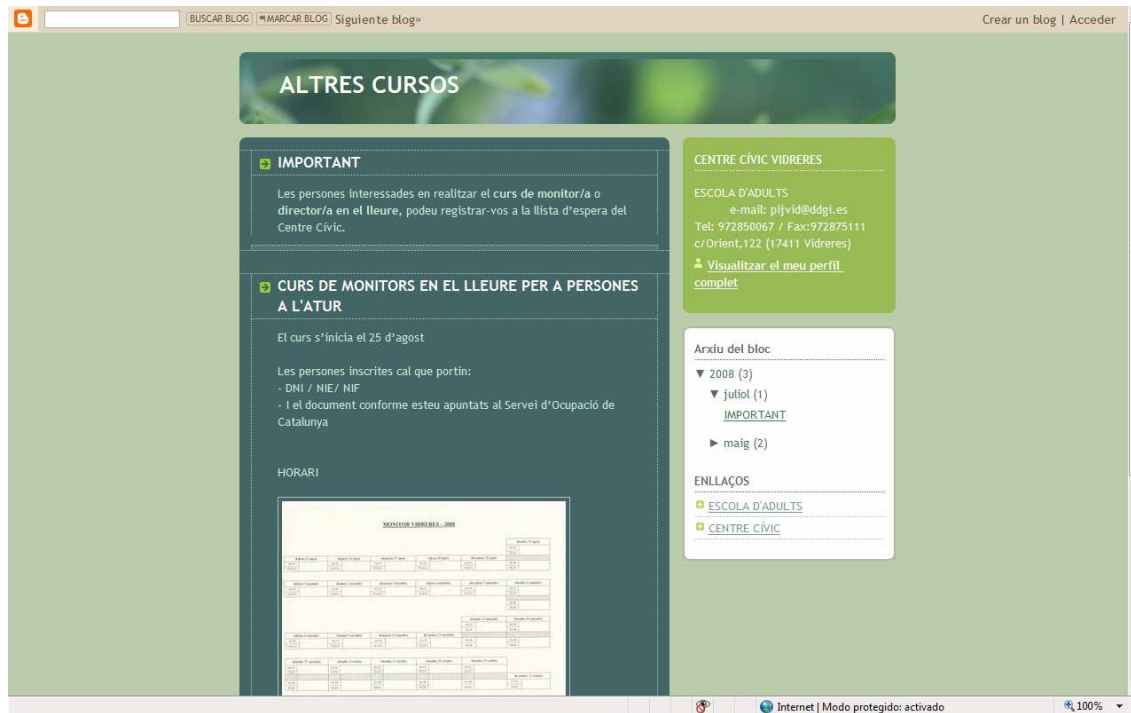 BUSCAR BLOG MARCAR BLOG Siguiente blog» Crear un blog | Acceder
ALTRES CURSOS
IMPORTANT
Les persones interessades en realitzar el curs de monitor/a o
director/a en el lleure, podeu registrar-vos a la llista d'espera del
Centre Cívic.
CURS DE MONITORS EN EL LLEURE PER A PERSONES
A L'ATUR
El curs s'inicia el 25 d'agost
Les persones inscrites cal que portin:
- DNI / NIE/ NIF
- I el document conforme esteu apuntats al Servei d'Ocupació de
Catalunya
HORARI
MONITOR VIDRERES - 2008
CENTRE CÍVIC VIDRERES
ESCOLA D'ADULTS
e-mail: pijvid@ddgi.es
Tel: 972850067 / Fax:972875111
c/Orient,122 (17411 Vidreres)
Visualitzar el meu perfil
complet
Arxiu del bloc
▼ 2008 (3)
▼ juliol (1)
IMPORTANT
► maig (2)
ENLLAÇOS
ESCOLA D'ADULTS
CENTRE CÍVIC
Internet | Modo protegido: activado 100%